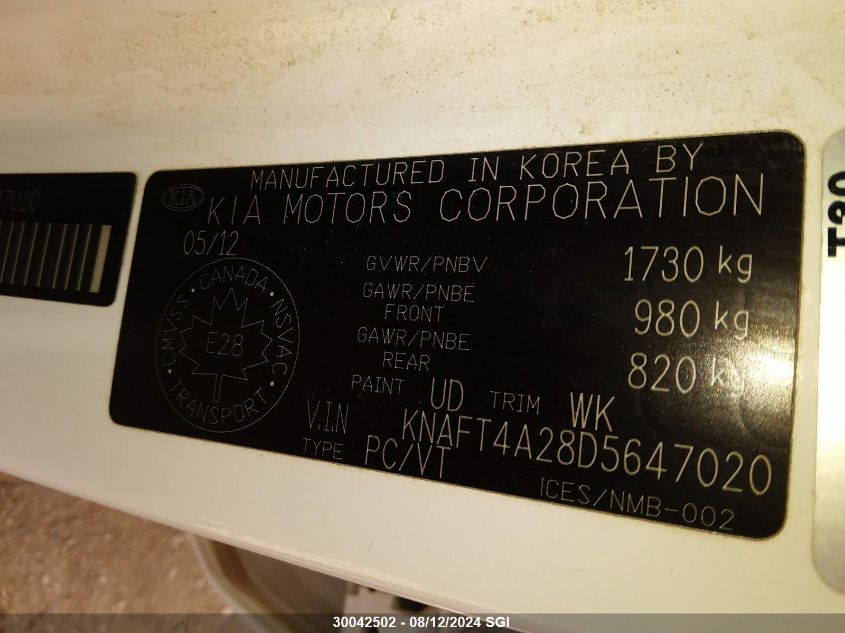 MANUFACTURED IN KOREA BY
KIA KIA MOTORS CORPORATION
05/12
GVWR/PNBV 1730 kg
GAWR/PNBE FRONT 980 kg
GAWR/PNBE REAR 820 kg
PAINT UD TRIM WK
V.I.N KNAFT4A28D5647020
TYPE PC/VT
ICES/NMB-002
CMVSS · CANADA · NSVAC
E28
TRANSPORT
47020
T30
30042502 - 08/12/2024 SGI